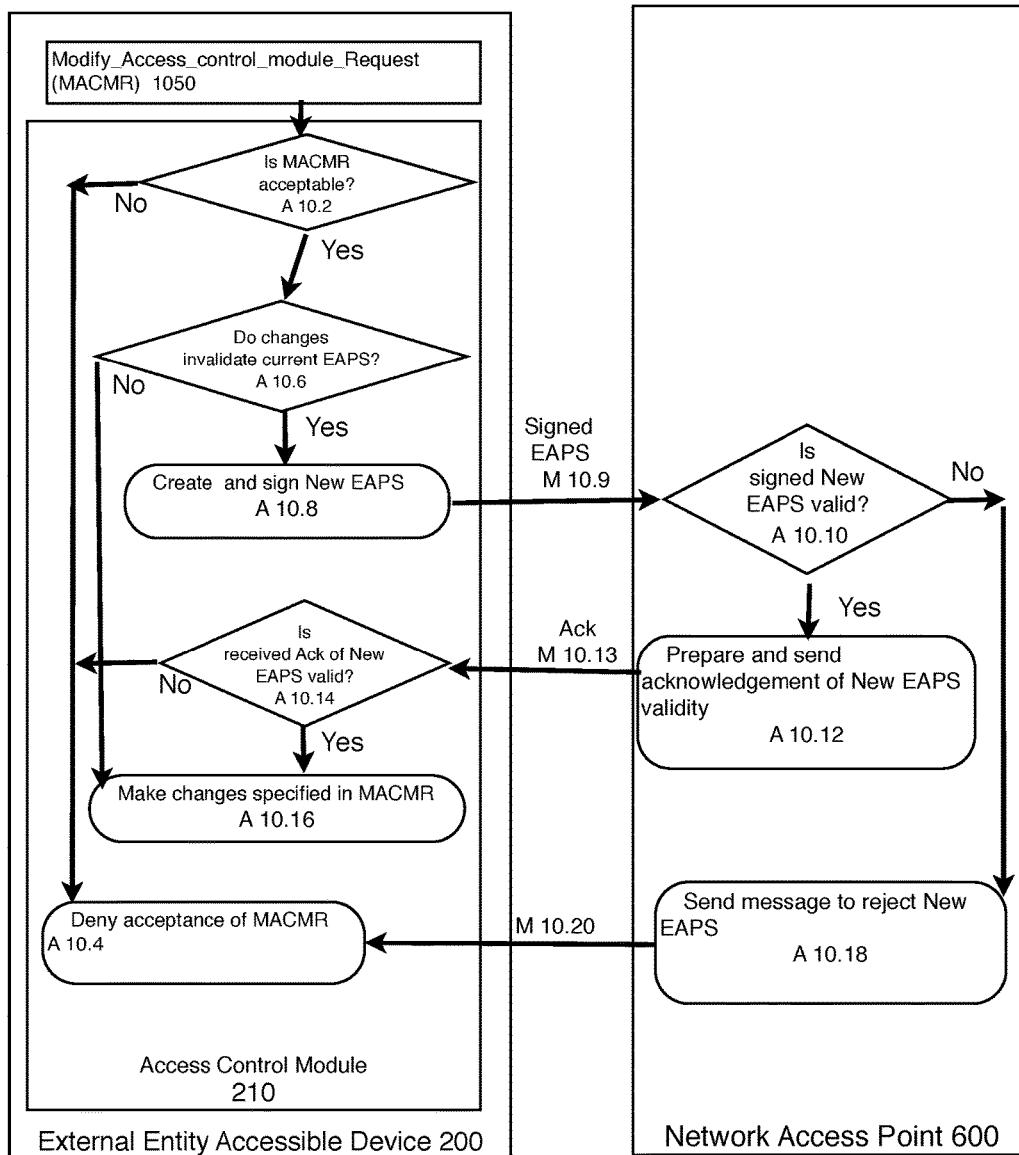 Modify_Access_control_module_Request
(MACMR) 1050
Is MACMR
acceptable?
A 10.2
No
Yes
Do changes
invalidate current EAPS?
A 10.6
No
Yes
Create and sign New EAPS
A 10.8
Signed
EAPS
M 10.9
Is
signed New
EAPS valid?
A 10.10
No
Yes
Prepare and send
acknowledgement of New EAPS
validity
A 10.12
Ack
M 10.13
Is
received Ack of New
EAPS valid?
A 10.14
No
Yes
Make changes specified in MACMR
A 10.16
Deny acceptance of MACMR
A 10.4
M 10.20
Send message to reject New
EAPS
A 10.18
Access Control Module
210
External Entity Accessible Device 200
Network Access Point 600